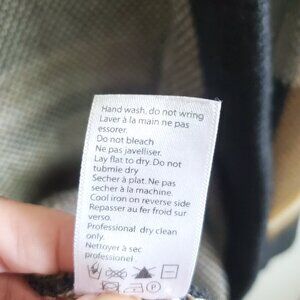 Hand wash, do not wring
Laver à la main ne pas
essorer.
Do not bleach
Ne pas javelliser.
Lay flat to dry. Do not
tubmie dry
Secher à plat. Ne pas
secher à la machine.
Cool iron on reverse side
Repasser au fer froid sur
verso.
Professional dry clean
only.
Nettoyer à sec
professionel.
P